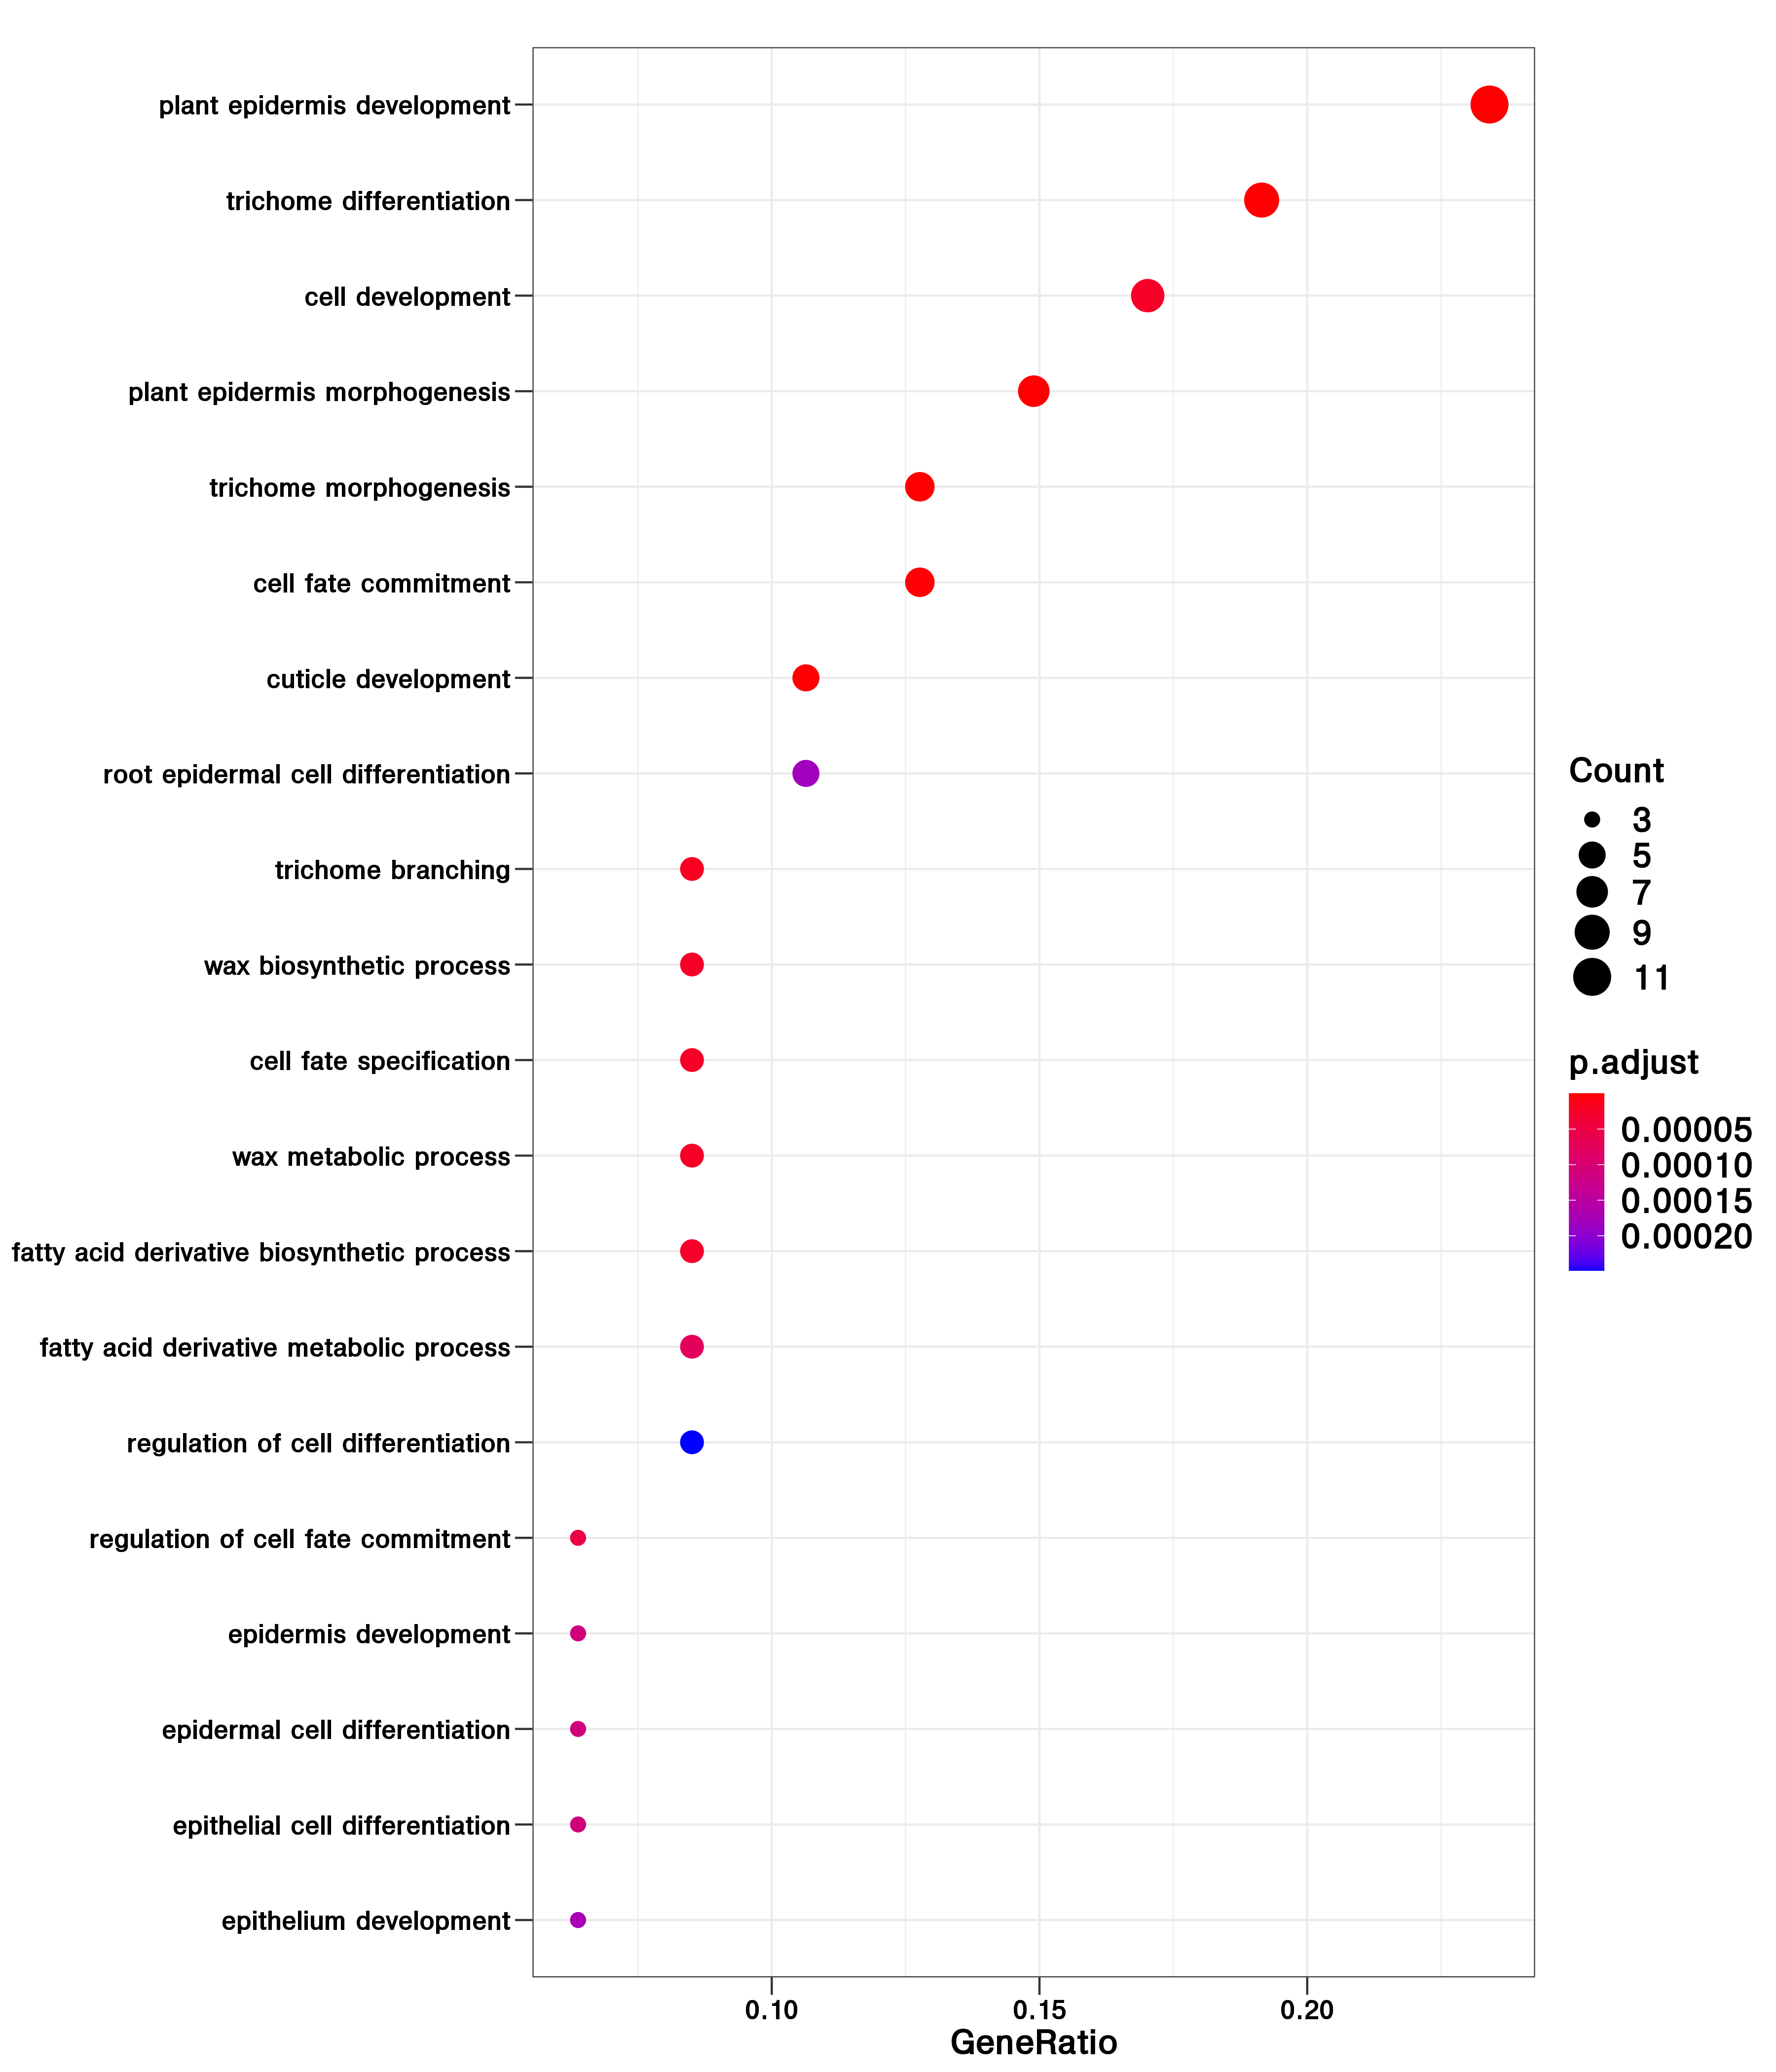 plant epidermis development
trichome differentiation
cell development
plant epidermis morphogenesis
trichome morphogenesis
cell fate commitment
cuticle development
root epidermal cell differentiation
trichome branching
wax biosynthetic process
cell fate specification
wax metabolic process
fatty acid derivative biosynthetic process
fatty acid derivative metabolic process
regulation of cell differentiation
regulation of cell fate commitment
epidermis development
epidermal cell differentiation
epithelial cell differentiation
epithelium development
0.10 0.15 0.20
GeneRatio
Count
3
5
7
9
11
p.adjust
0.00005
0.00010
0.00015
0.00020